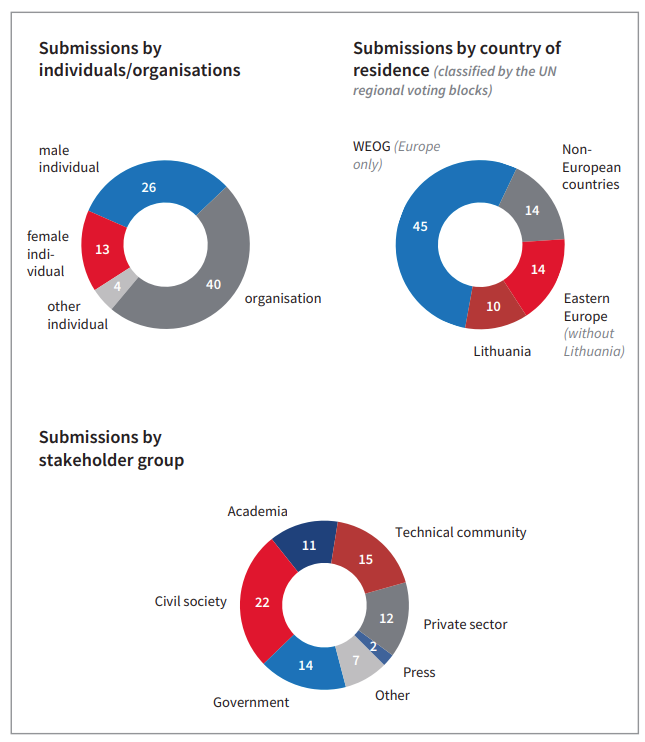 Submissions by
individuals/organisations
male
individual
26
female
indi-
vidual
13
other
individual
4
40
organisation
Submissions by country of
residence (classified by the UN
regional voting blocks)
WEOG (Europe
only)
45
Non-
European
countries
14
14
Eastern
Europe
(without
Lithuania)
10
Lithuania
Submissions by
stakeholder group
Academia
11
Technical community
15
Civil society
22
12
Private sector
2
Press
7
Other
14
Government